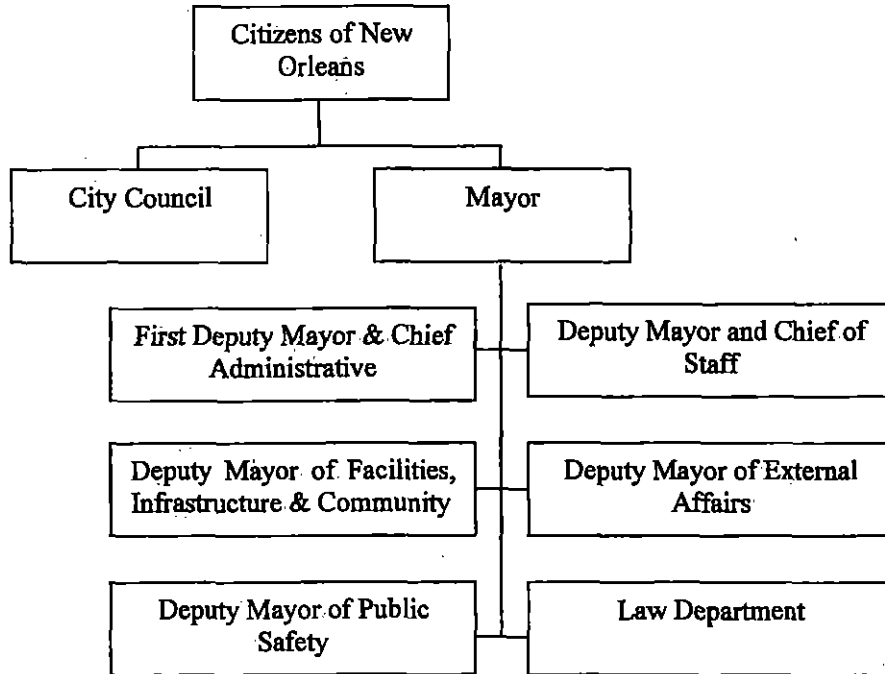 Citizens of New
Orleans
City Council
Mayor
First Deputy Mayor & Chief
Administrative
Deputy Mayor and Chief of
Staff
Deputy Mayor of Facilities,
Infrastructure & Community
Deputy Mayor of External
Affairs
Deputy Mayor of Public
Safety
Law Department